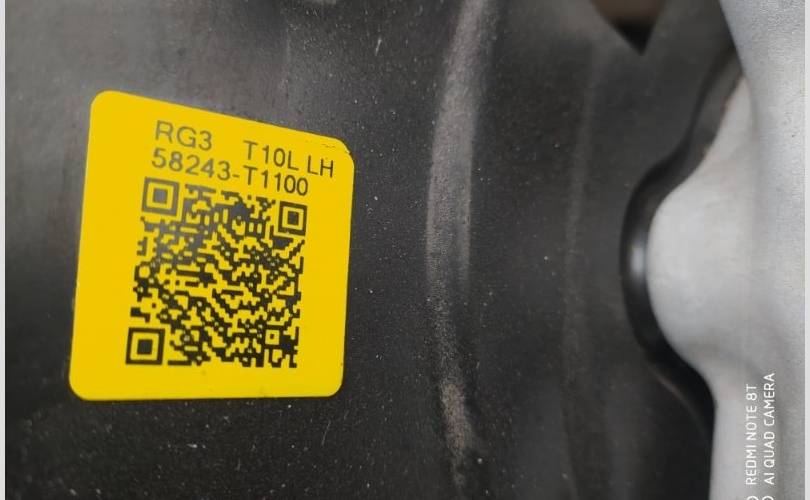 RG3 T10L LH
58243-T1100
REDMI NOTE 8T
AI QUAD CAMERA